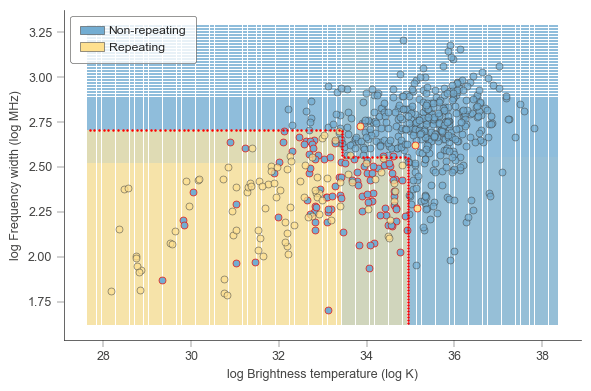 Non-repeating
Repeating
3.25
3.00
2.75
2.50
2.25
2.00
1.75
log Frequency width (log MHz)
28 30 32 34 36 38
log Brightness temperature (log K)